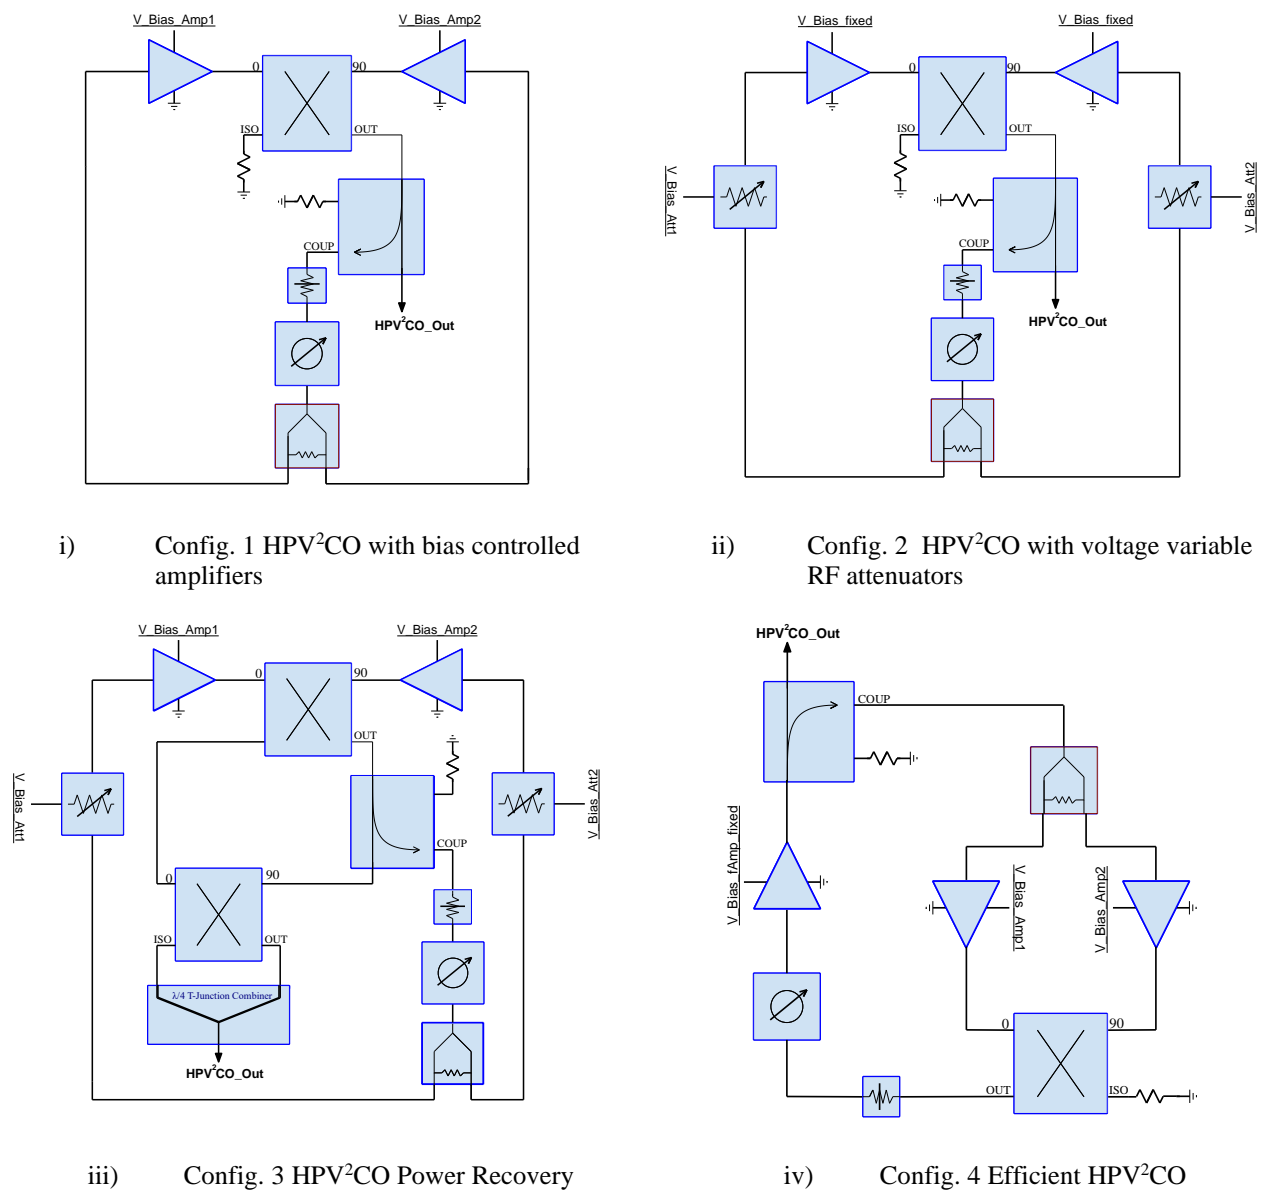 V_Bias_Amp1
V_Bias_Amp2
0
90
ISO
OUT
COUP
HPV²CO_Out
i) Config. 1 HPV²CO with bias controlled
amplifiers
V_Bias_fixed
V_Bias_fixed
0
90
ISO
OUT
V_Bias_Att1
V_Bias_Att2
COUP
HPV²CO_Out
ii) Config. 2 HPV²CO with voltage variable
RF attenuators
V_Bias_Amp1
V_Bias_Amp2
0
90
OUT
V_Bias_Att1
V_Bias_Att2
COUP
0
90
ISO
OUT
λ/4 T-Junction Combiner
HPV²CO_Out
iii) Config. 3 HPV²CO Power Recovery
HPV²CO_Out
COUP
V_Bias_fAmp_fixed
V_Bias_Amp1
V_Bias_Amp2
0
90
OUT
ISO
iv) Config. 4 Efficient HPV²CO